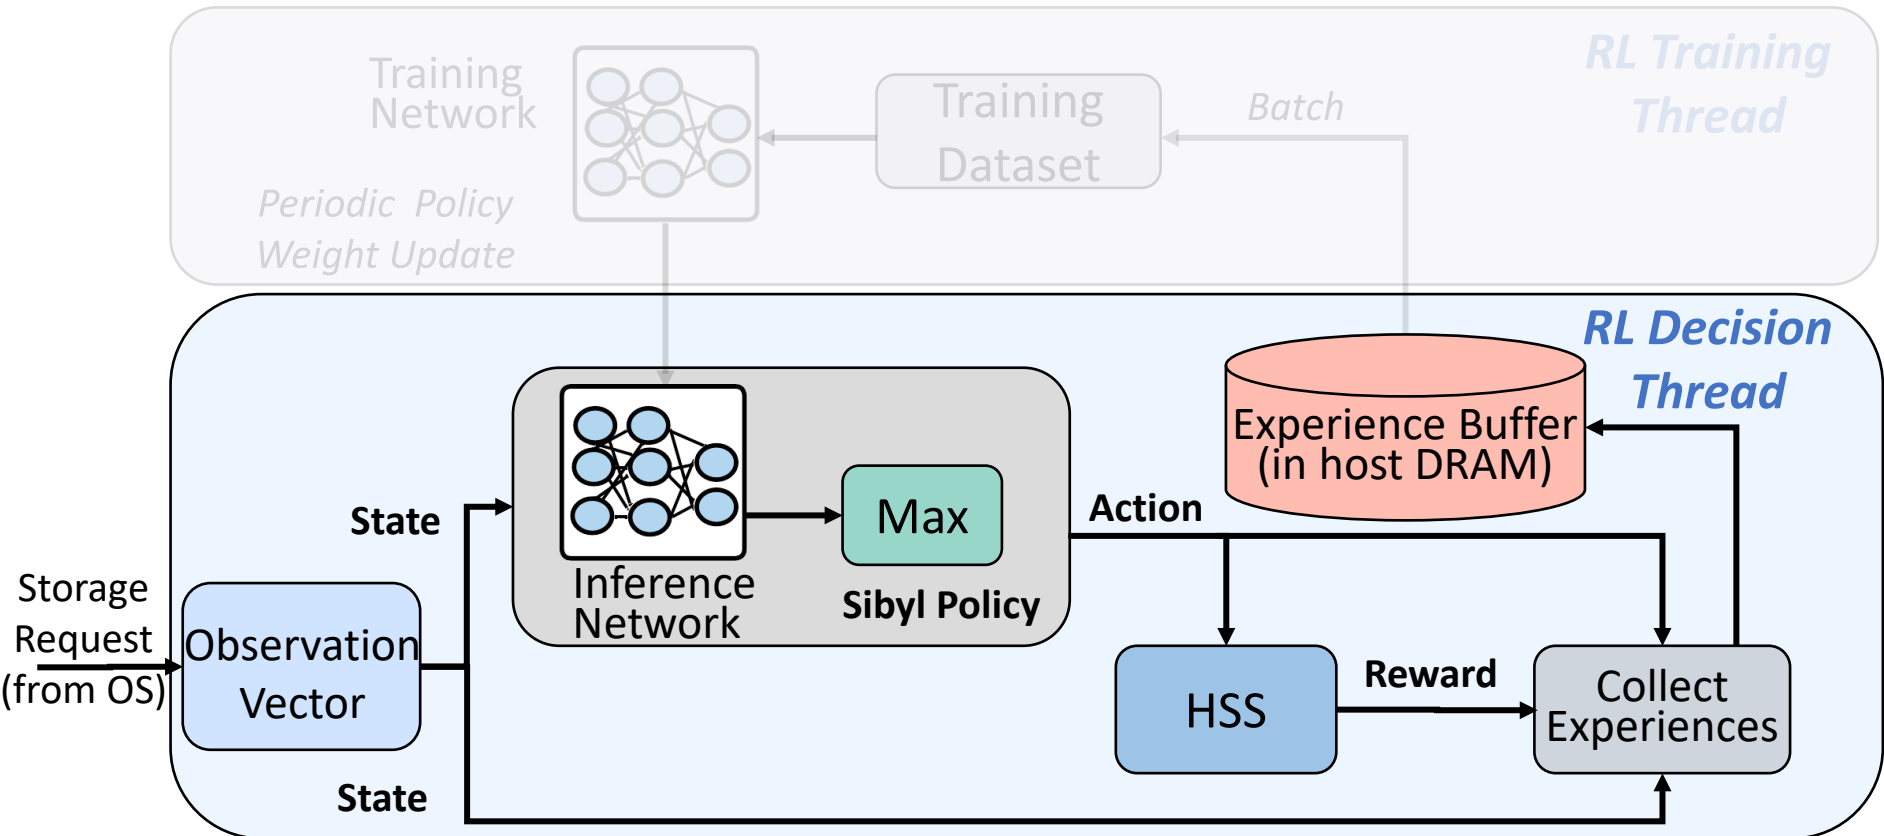 RL Training
Thread
Training
Network
Training
Dataset
Batch
Periodic Policy
Weight Update
RL Decision
Thread
Experience Buffer
(in host DRAM)
State
Max
Action
Inference
Network
Sibyl Policy
Storage
Request
(from OS)
Observation
Vector
HSS
Reward
Collect
Experiences
State